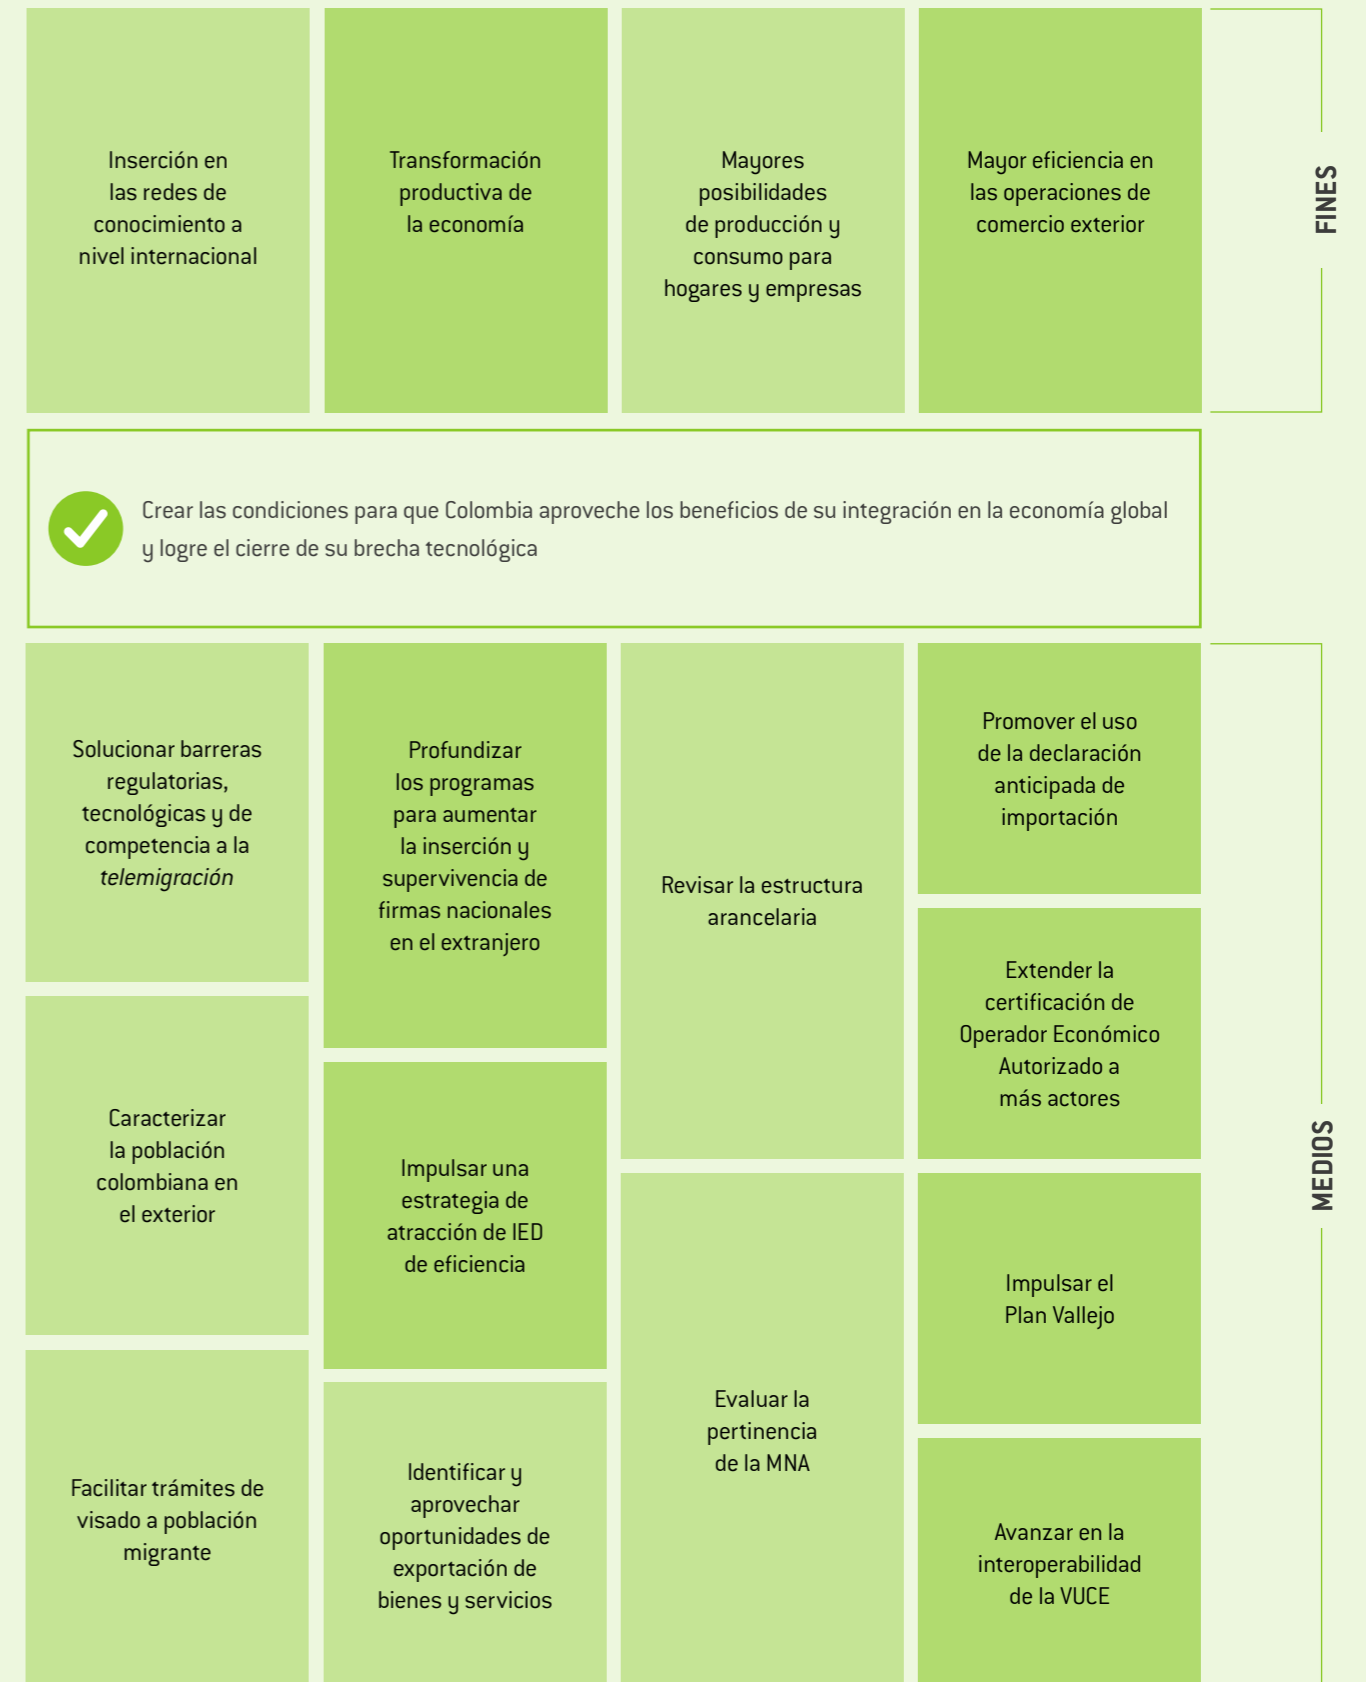 Inserción en
las redes de
conocimiento a
nivel internacional
Transformación
productiva de
la economía
Mayores
posibilidades
de producción y
consumo para
hogares y empresas
Mayor eficiencia en
las operaciones de
comercio exterior
FINES
Crear las condiciones para que Colombia aproveche los beneficios de su integración en la economía global
y logre el cierre de su brecha tecnológica
Solucionar barreras
regulatorias,
tecnológicas y de
competencia a la
telemigración
Caracterizar
la población
colombiana en
el exterior
Facilitar trámites de
visado a población
migrante
Profundizar
los programas
para aumentar
la inserción y
supervivencia de
firmas nacionales
en el extranjero
Impulsar una
estrategia de
atracción de IED
de eficiencia
Identificar y
aprovechar
oportunidades de
exportación de
bienes y servicios
Revisar la estructura
arancelaria
Evaluar la
pertinencia
de la MNA
Promover el uso
de la declaración
anticipada de
importación
Extender la
certificación de
Operador Económico
Autorizado a
más actores
Impulsar el
Plan Vallejo
Avanzar en la
interoperabilidad
de la VUCE
MEDIOS